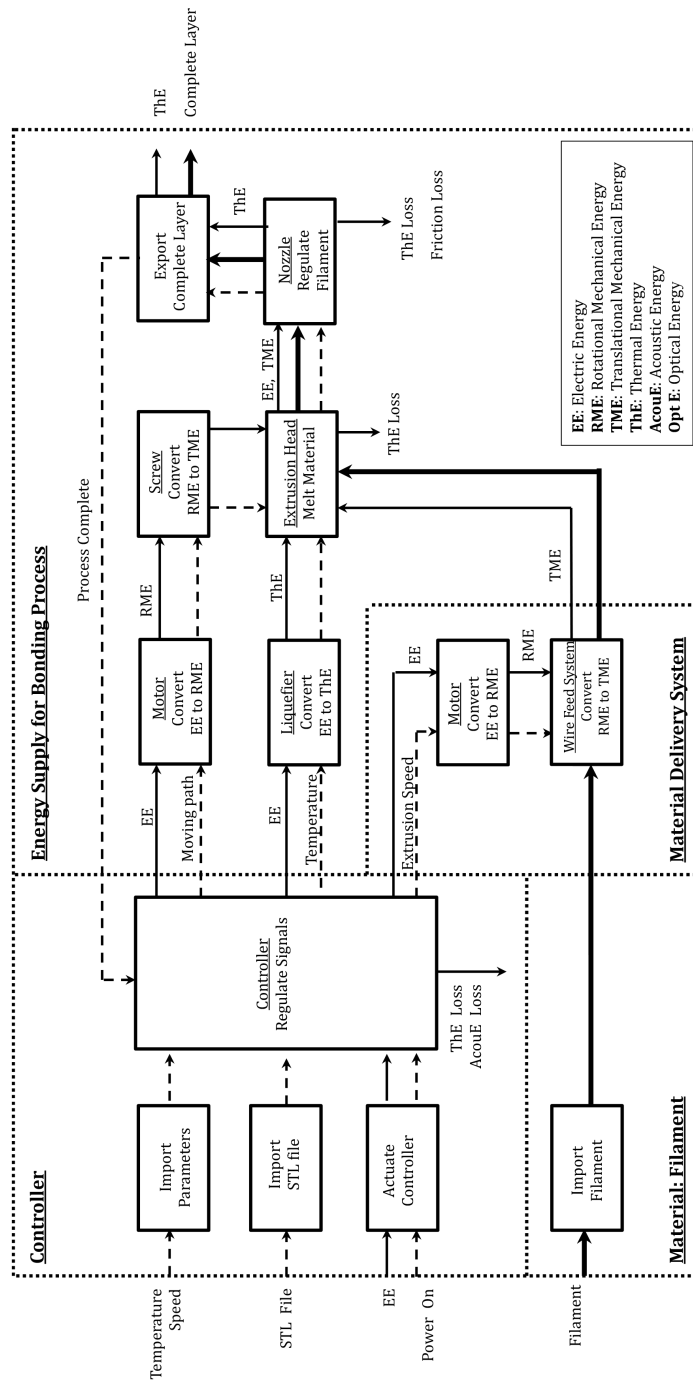 Controller
Energy Supply for Bonding Process
Process Complete
Temperature
Speed
Import
Parameters
STL File
Import
STL file
EE
Power On
Actuate
Controller
Controller
Regulate Signals
ThE Loss
AcouE Loss
EE
Moving path
Motor
Convert
EE to RME
RME
Screw
Convert
RME to TME
EE
Temperature
Liquefier
Convert
EE to ThE
ThE
Extrusion Head
Melt Material
ThE Loss
EE, TME
Nozzle
Regulate
Filament
ThE Loss
Friction Loss
ThE
Export
Complete Layer
ThE
Complete Layer
Extrusion Speed
EE
Motor
Convert
EE to RME
RME
Wire Feed System
Convert
RME to TME
TME
Material Delivery System
Filament
Import
Filament
Material: Filament
EE: Electric Energy
RME: Rotational Mechanical Energy
TME: Translational Mechanical Energy
ThE: Thermal Energy
AcouE: Acoustic Energy
Opt E: Optical Energy